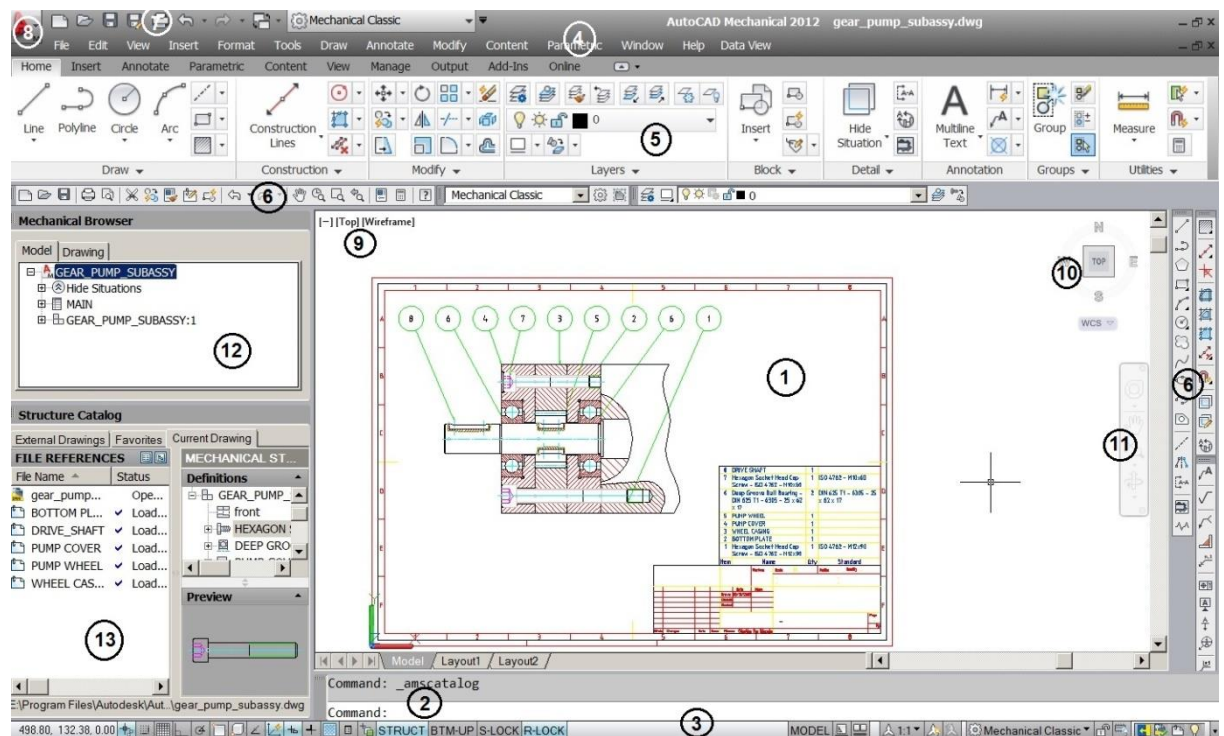 Mechanical Classic
AutoCAD Mechanical 2012 gear_pump_subassy.dwg
8
7
4
File Edit View Insert Format Tools Draw Annotate Modify Content Parametric Window Help Data View
Home Insert Annotate Parametric Content View Manage Output Add-Ins Online
Line Polyline Circle Arc
Construction Lines
0
5
Insert
Hide Situation
A
Multiline Text
Group
Measure
Draw Construction Modify Layers Block Detail Annotation Groups Utilities
6
Mechanical Classic
0
Mechanical Browser
Model Drawing
GEAR_PUMP_SUBASSY
Hide Situations
MAIN
GEAR_PUMP_SUBASSY:1
12
[−] [Top] [Wireframe]
9
N
TOP
E
S
10
WCS
1
11
6
8 6 4 7 3 5 2 6 1
8 DRIVE SHAFT 1
7 Hexagon Socket Head Cap Screw - ISO 4762 - M10x60 1 ISO 4762 - M10x60
6 Deep Groove Ball Bearing - DIN 625 T1 - 6305 - 25 x 62 x 17 2 DIN 625 T1 - 6305 - 25 x 62 x 17
5 PUMP WHEEL 1
4 PUMP COVER 1
3 WHEEL CASING 1
2 BOTTOMPLATE 1
1 Hexagon Socket Head Cap Screw - ISO 4762 - M12x90 1 ISO 4762 - M12x90
Item Name Qty Standard
Structure Catalog
External Drawings Favorites Current Drawing
FILE REFERENCES
File Name Status
gear_pump... Ope...
BOTTOM PL... Load...
DRIVE_SHAFT Load...
PUMP COVER Load...
PUMP WHEEL Load...
WHEEL CAS... Load...
13
MECHANICAL ST...
Definitions
GEAR_PUMP_
front
HEXAGON
DEEP GRO
Preview
E:\Program Files\Autodesk\Aut...\gear_pump_subassy.dwg
Model Layout1 Layout2
Command: _amscatalog
2
Command:
498.80, 132.38, 0.00
STRUCT BTM-UP S-LOCK R-LOCK
3
MODEL
1:1
Mechanical Classic